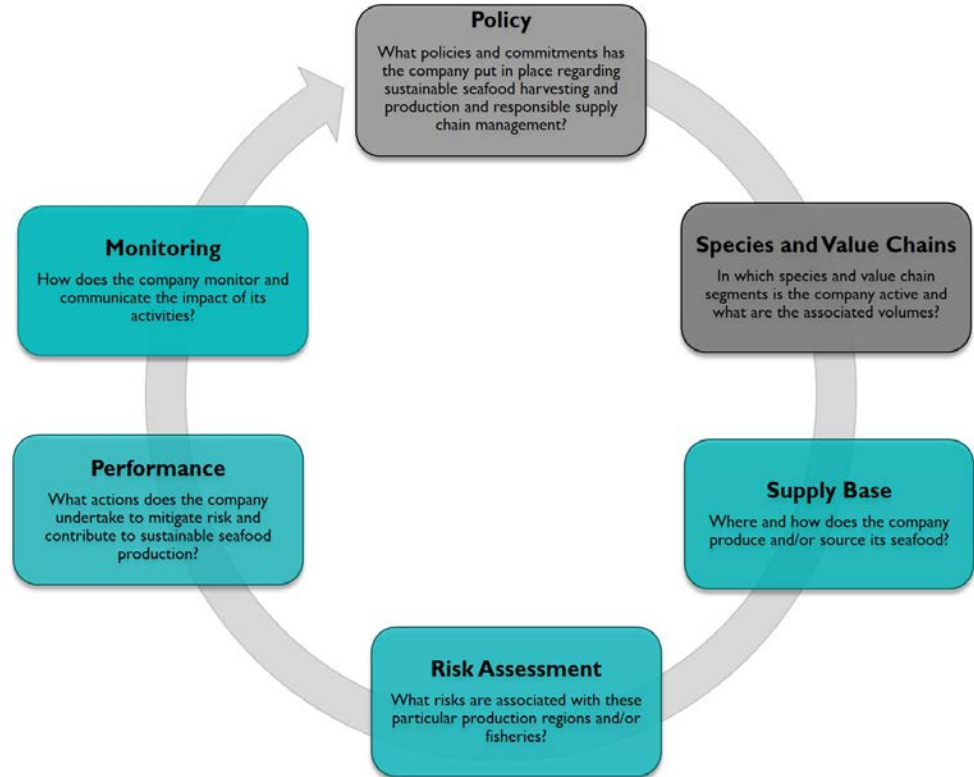 Policy
What policies and commitments has
the company put in place regarding
sustainable seafood harvesting and
production and responsible supply
chain management?
Species and Value Chains
In which species and value chain
segments is the company active and
what are the associated volumes?
Supply Base
Where and how does the company
produce and/or source its seafood?
Risk Assessment
What risks are associated with these
particular production regions and/or
fisheries?
Performance
What actions does the company
undertake to mitigate risk and
contribute to sustainable seafood
production?
Monitoring
How does the company monitor and
communicate the impact of its
activities?